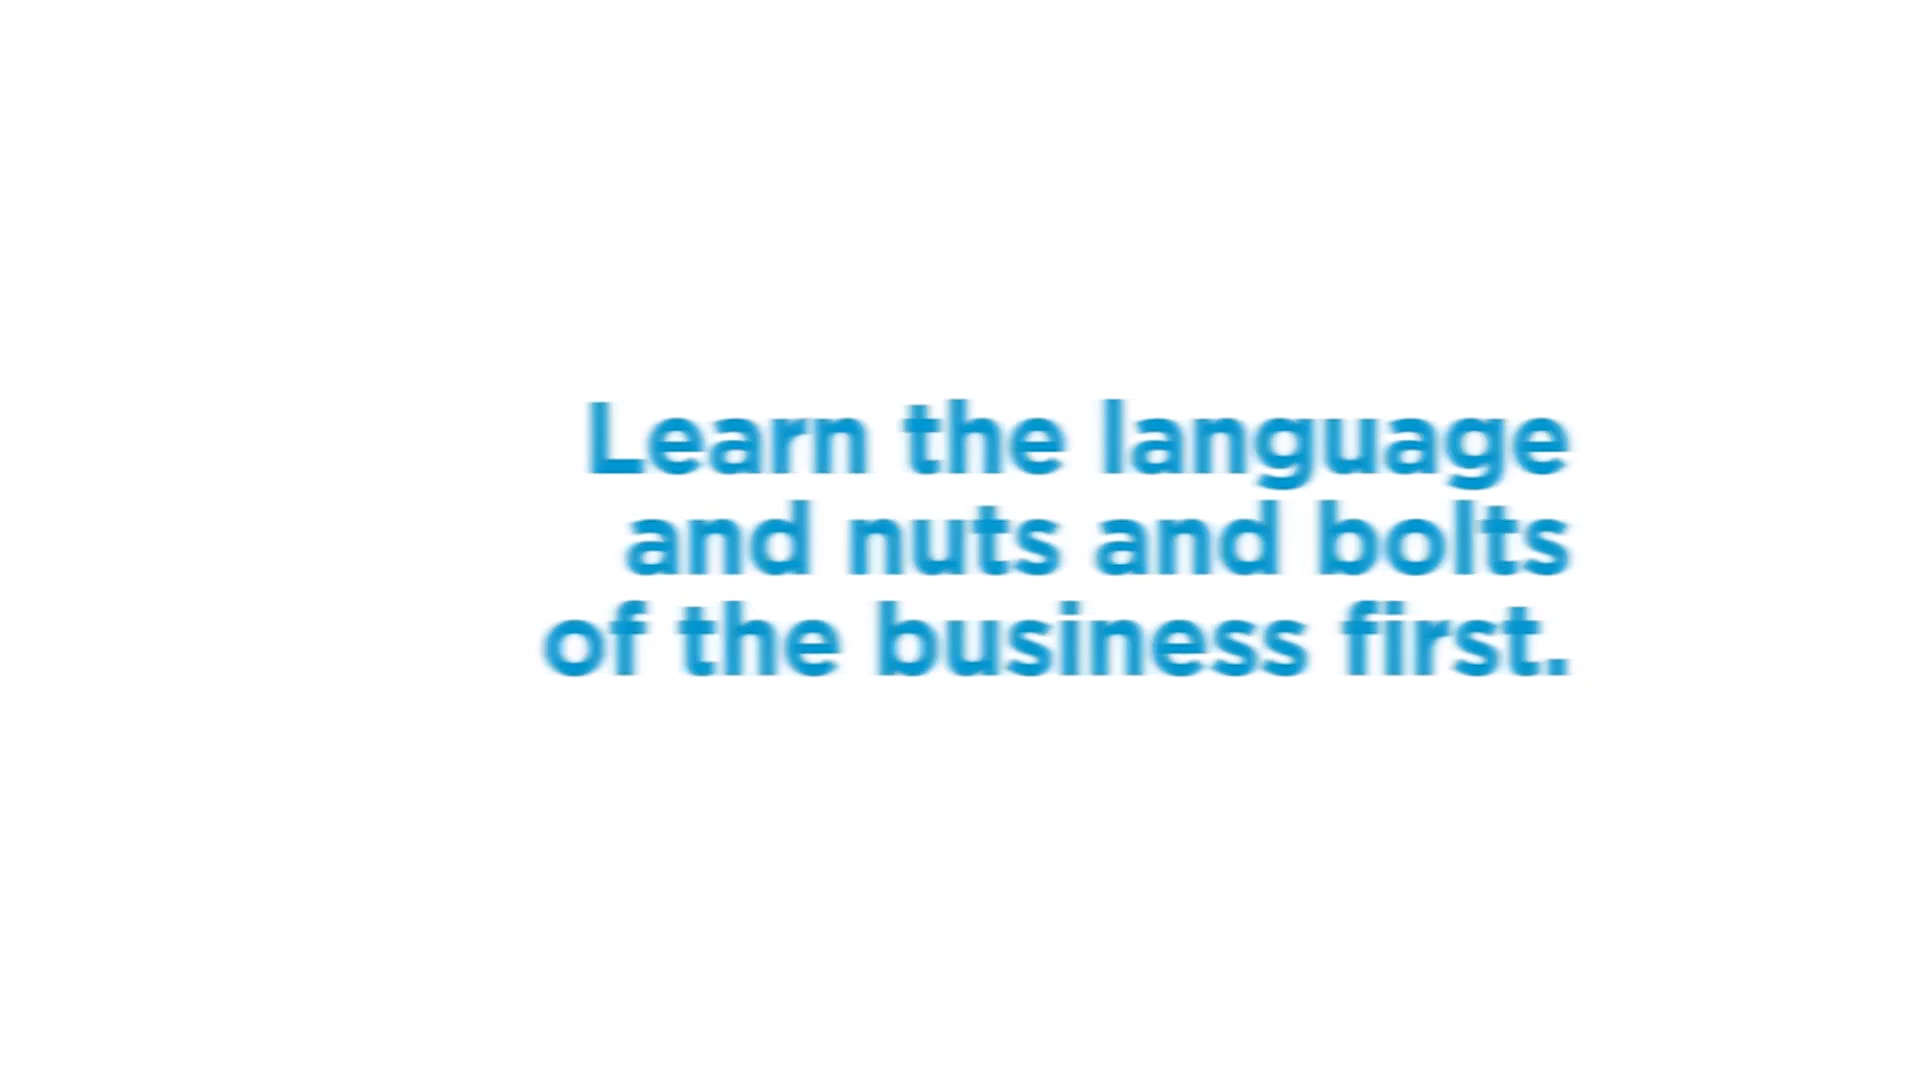 Learn the language
and nuts and bolts
of the business first.